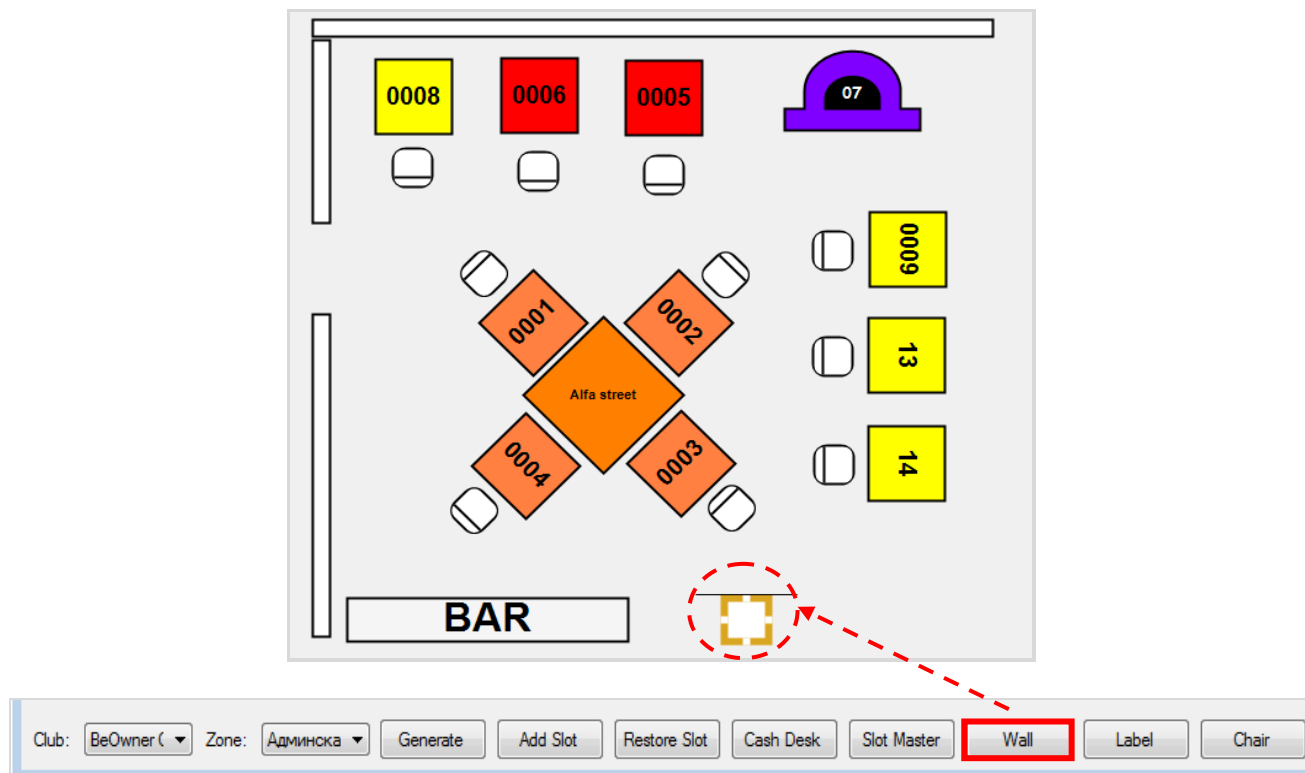 0008 0006 0005 07
0009
0001 0002
13
Alfa street
0004 0003
14
BAR
Club: BeOwner ( Zone: Админска Generate Add Slot Restore Slot Cash Desk Slot Master Wall Label Chair